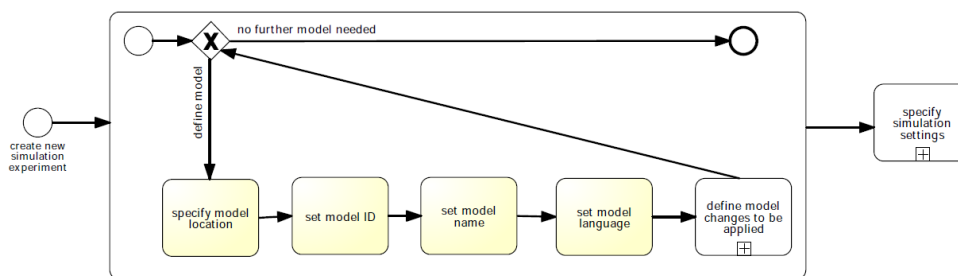 no further model needed
define model
create new
simulation
experiment
specify
simulation
settings
specify model
location
set model ID
set model
name
set model
language
define model
changes to be
applied